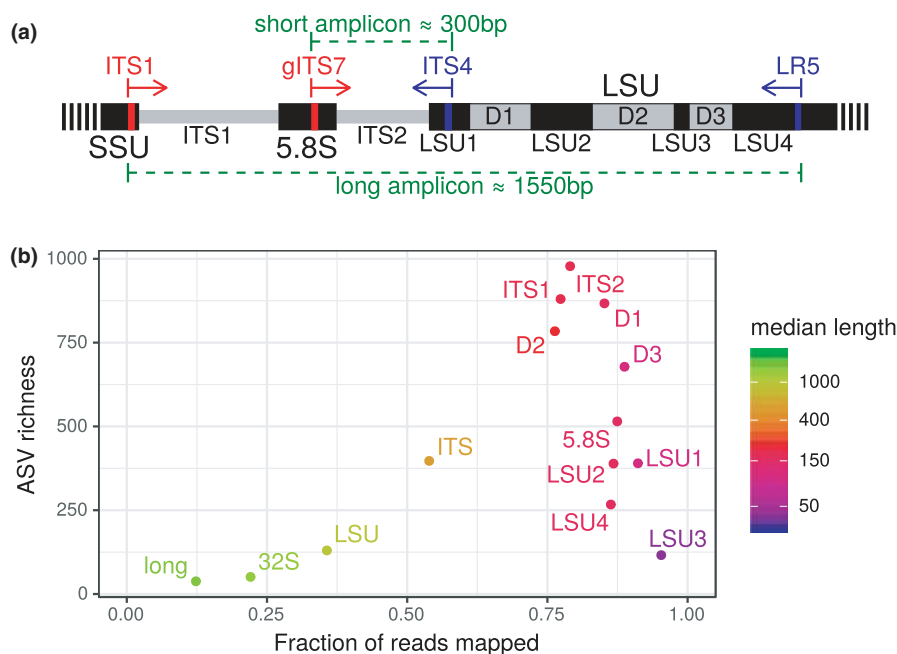 (a)
short amplicon ≈ 300bp
ITS1 gITS7 ITS4 LSU LR5
D1 D2 D3
SSU ITS1 5.8S ITS2 LSU1 LSU2 LSU3 LSU4
long amplicon ≈ 1550bp
(b)
ASV richness
1000
750
500
250
0
ITS2
ITS1
D1
D2
D3
5.8S
ITS
LSU1
LSU2
LSU4
LSU
LSU3
32S
long
0.00 0.25 0.50 0.75 1.00
Fraction of reads mapped
median length
1000
400
150
50